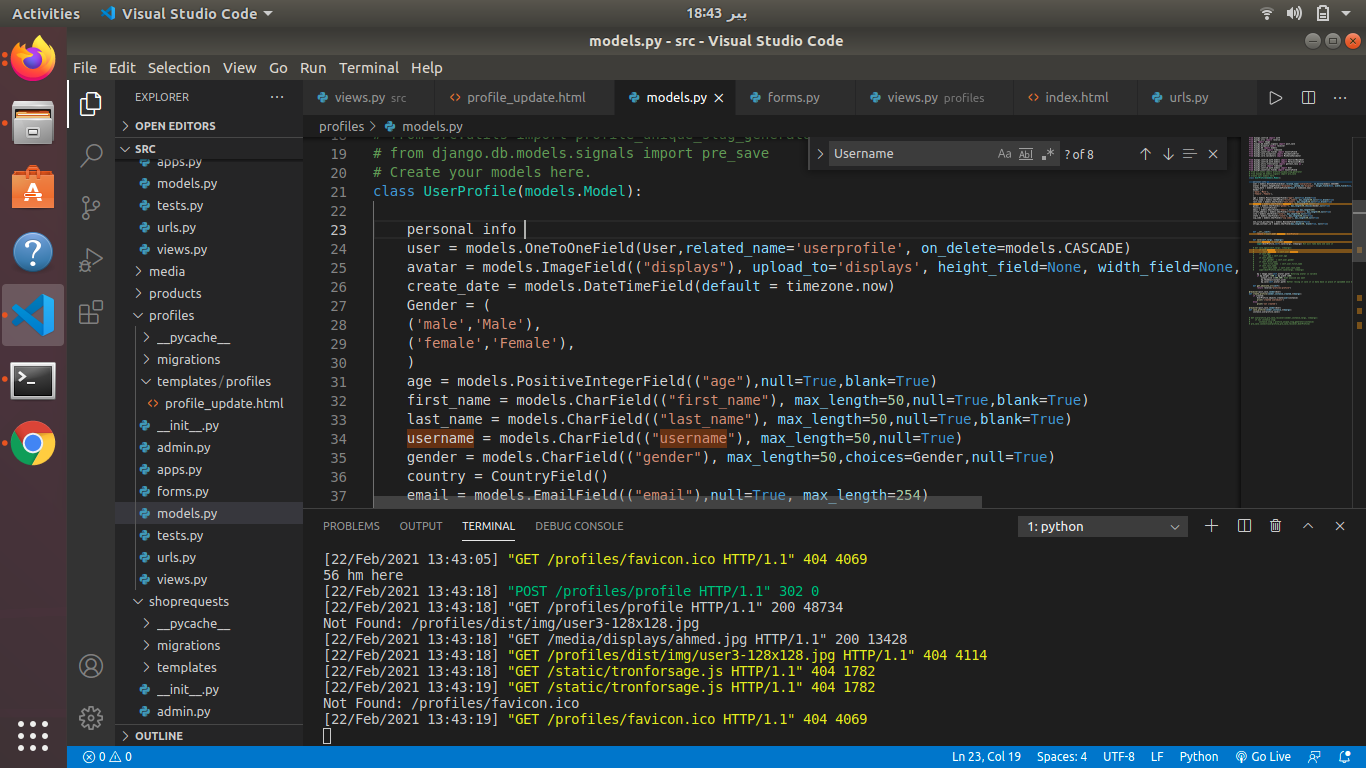 Activities
Visual Studio Code
پیر 18:43
models.py - src - Visual Studio Code
File Edit Selection View Go Run Terminal Help
EXPLORER
OPEN EDITORS
SRC
apps.py
models.py
tests.py
urls.py
views.py
media
products
profiles
__pycache__
migrations
templates/profiles
profile_update.html
__init__.py
admin.py
apps.py
forms.py
models.py
tests.py
urls.py
views.py
shoprequests
__pycache__
migrations
templates
__init__.py
admin.py
OUTLINE
views.py src
profile_update.html
models.py
forms.py
views.py profiles
index.html
urls.py
profiles > models.py
Username
Aa Abl .*
? of 8
18 # from src.utils import profile_unique_slug_generat
19 # from django.db.models.signals import pre_save
20 # Create your models here.
21 class UserProfile(models.Model):
22
23 personal info
24 user = models.OneToOneField(User,related_name='userprofile', on_delete=models.CASCADE)
25 avatar = models.ImageField(("displays"), upload_to='displays', height_field=None, width_field=None,
26 create_date = models.DateTimeField(default = timezone.now)
27 Gender = (
28 ('male','Male'),
29 ('female','Female'),
30 )
31 age = models.PositiveIntegerField(("age"),null=True,blank=True)
32 first_name = models.CharField(("first_name"), max_length=50,null=True,blank=True)
33 last_name = models.CharField(("last_name"), max_length=50,null=True,blank=True)
34 username = models.CharField(("username"), max_length=50,null=True)
35 gender = models.CharField(("gender"), max_length=50,choices=Gender,null=True)
36 country = CountryField()
37 email = models.EmailField(("email"),null=True, max_length=254)
PROBLEMS OUTPUT TERMINAL DEBUG CONSOLE
1: python
[22/Feb/2021 13:43:05] "GET /profiles/favicon.ico HTTP/1.1" 404 4069
56 hm here
[22/Feb/2021 13:43:18] "POST /profiles/profile HTTP/1.1" 302 0
[22/Feb/2021 13:43:18] "GET /profiles/profile HTTP/1.1" 200 48734
Not Found: /profiles/dist/img/user3-128x128.jpg
[22/Feb/2021 13:43:18] "GET /media/displays/ahmed.jpg HTTP/1.1" 200 13428
[22/Feb/2021 13:43:18] "GET /profiles/dist/img/user3-128x128.jpg HTTP/1.1" 404 4114
[22/Feb/2021 13:43:18] "GET /static/tronforsage.js HTTP/1.1" 404 1782
[22/Feb/2021 13:43:19] "GET /static/tronforsage.js HTTP/1.1" 404 1782
Not Found: /profiles/favicon.ico
[22/Feb/2021 13:43:19] "GET /profiles/favicon.ico HTTP/1.1" 404 4069
0 0
Ln 23, Col 19
Spaces: 4
UTF-8
LF
Python
Go Live